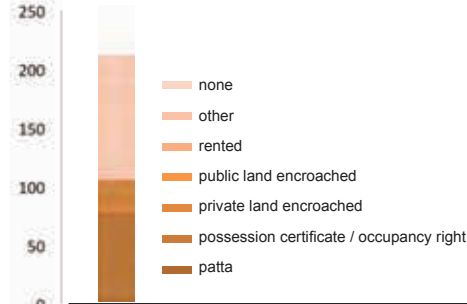 250
200
150
100
50
0
none
other
rented
public land encroached
private land encroached
possession certificate / occupancy right
patta